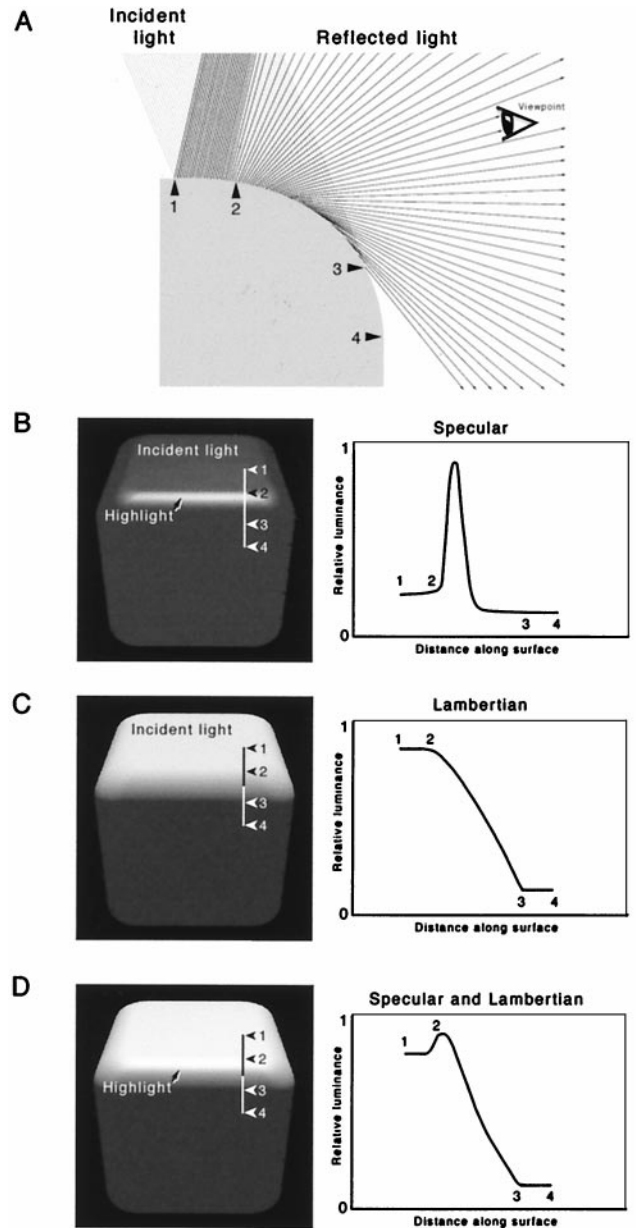 A
Incident
light
Reflected light
Viewpoint
1
2
3
4
B
Incident light
1
2
3
4
Highlight
Specular
1
Relative luminance
0
1 2
3 4
Distance along surface
C
Incident light
1
2
3
4
Lambertian
1
Relative luminance
0
1 2
3 4
Distance along surface
D
1
2
3
4
Highlight
Specular and Lambertian
1
Relative luminance
0
1 2
3 4
Distance along surface